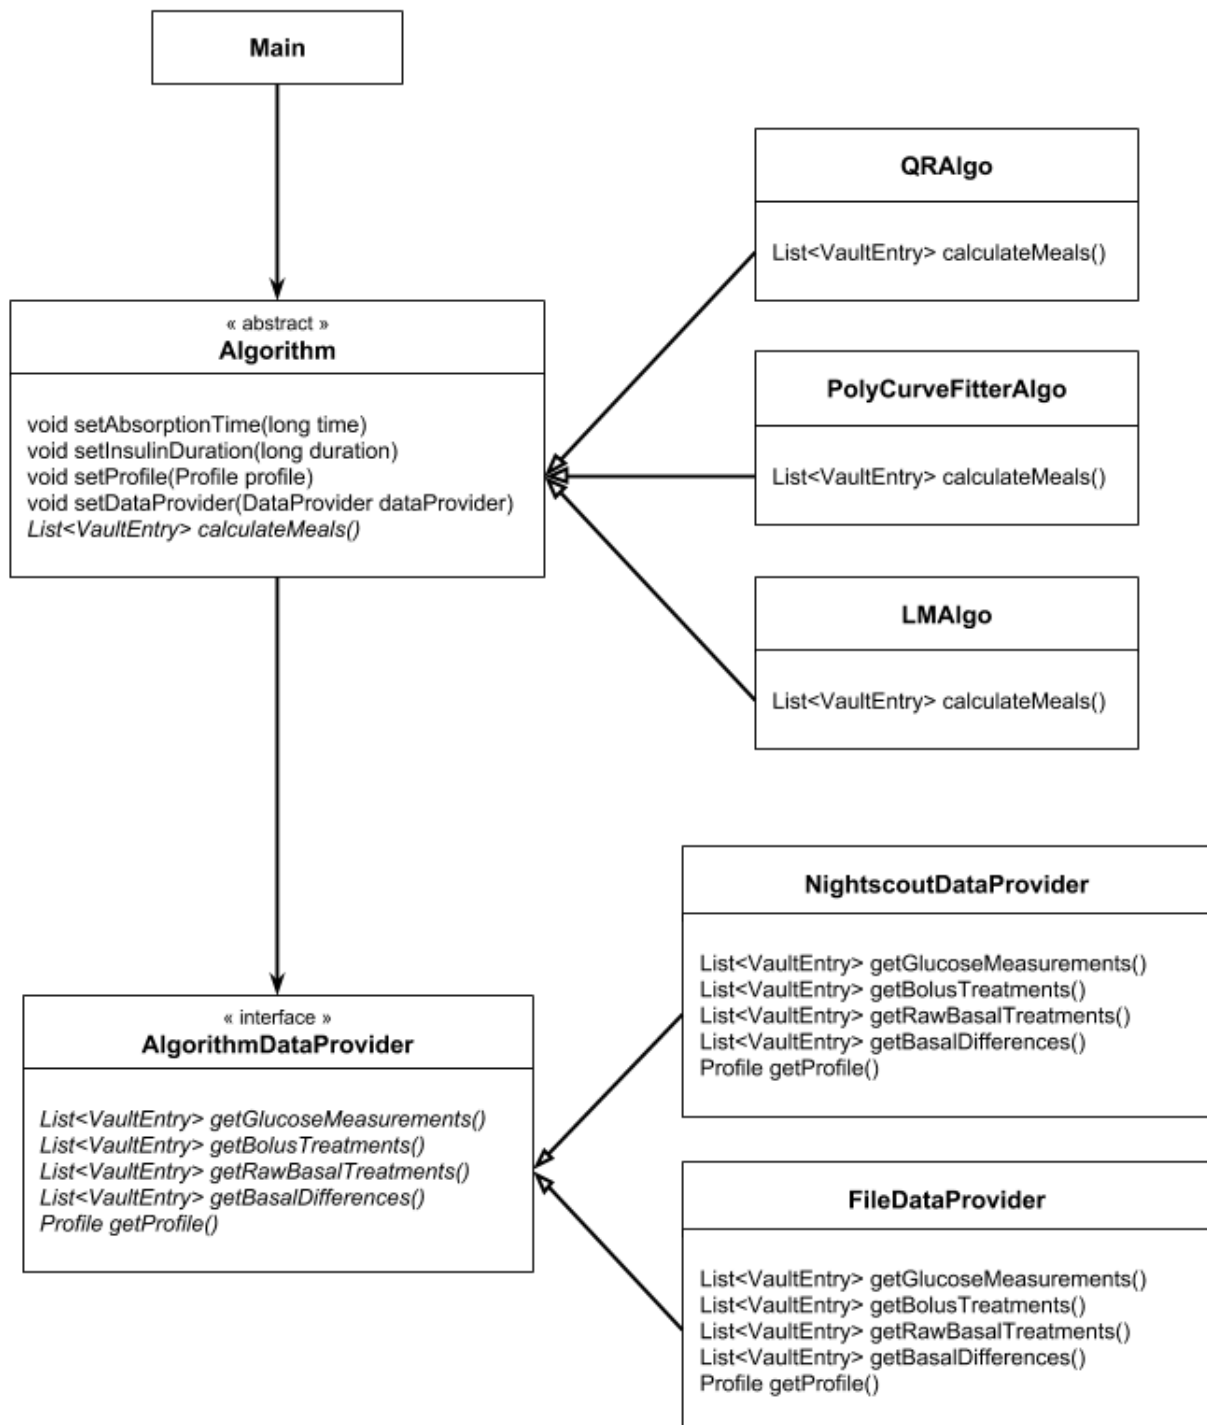 Main
QRAlgo
List<VaultEntry> calculateMeals()
« abstract »
Algorithm
void setAbsorptionTime(long time)
void setInsulinDuration(long duration)
void setProfile(Profile profile)
void setDataProvider(DataProvider dataProvider)
List<VaultEntry> calculateMeals()
PolyCurveFitterAlgo
List<VaultEntry> calculateMeals()
LMAlgo
List<VaultEntry> calculateMeals()
« interface »
AlgorithmDataProvider
List<VaultEntry> getGlucoseMeasurements()
List<VaultEntry> getBolusTreatments()
List<VaultEntry> getRawBasalTreatments()
List<VaultEntry> getBasalDifferences()
Profile getProfile()
NightscoutDataProvider
List<VaultEntry> getGlucoseMeasurements()
List<VaultEntry> getBolusTreatments()
List<VaultEntry> getRawBasalTreatments()
List<VaultEntry> getBasalDifferences()
Profile getProfile()
FileDataProvider
List<VaultEntry> getGlucoseMeasurements()
List<VaultEntry> getBolusTreatments()
List<VaultEntry> getRawBasalTreatments()
List<VaultEntry> getBasalDifferences()
Profile getProfile()